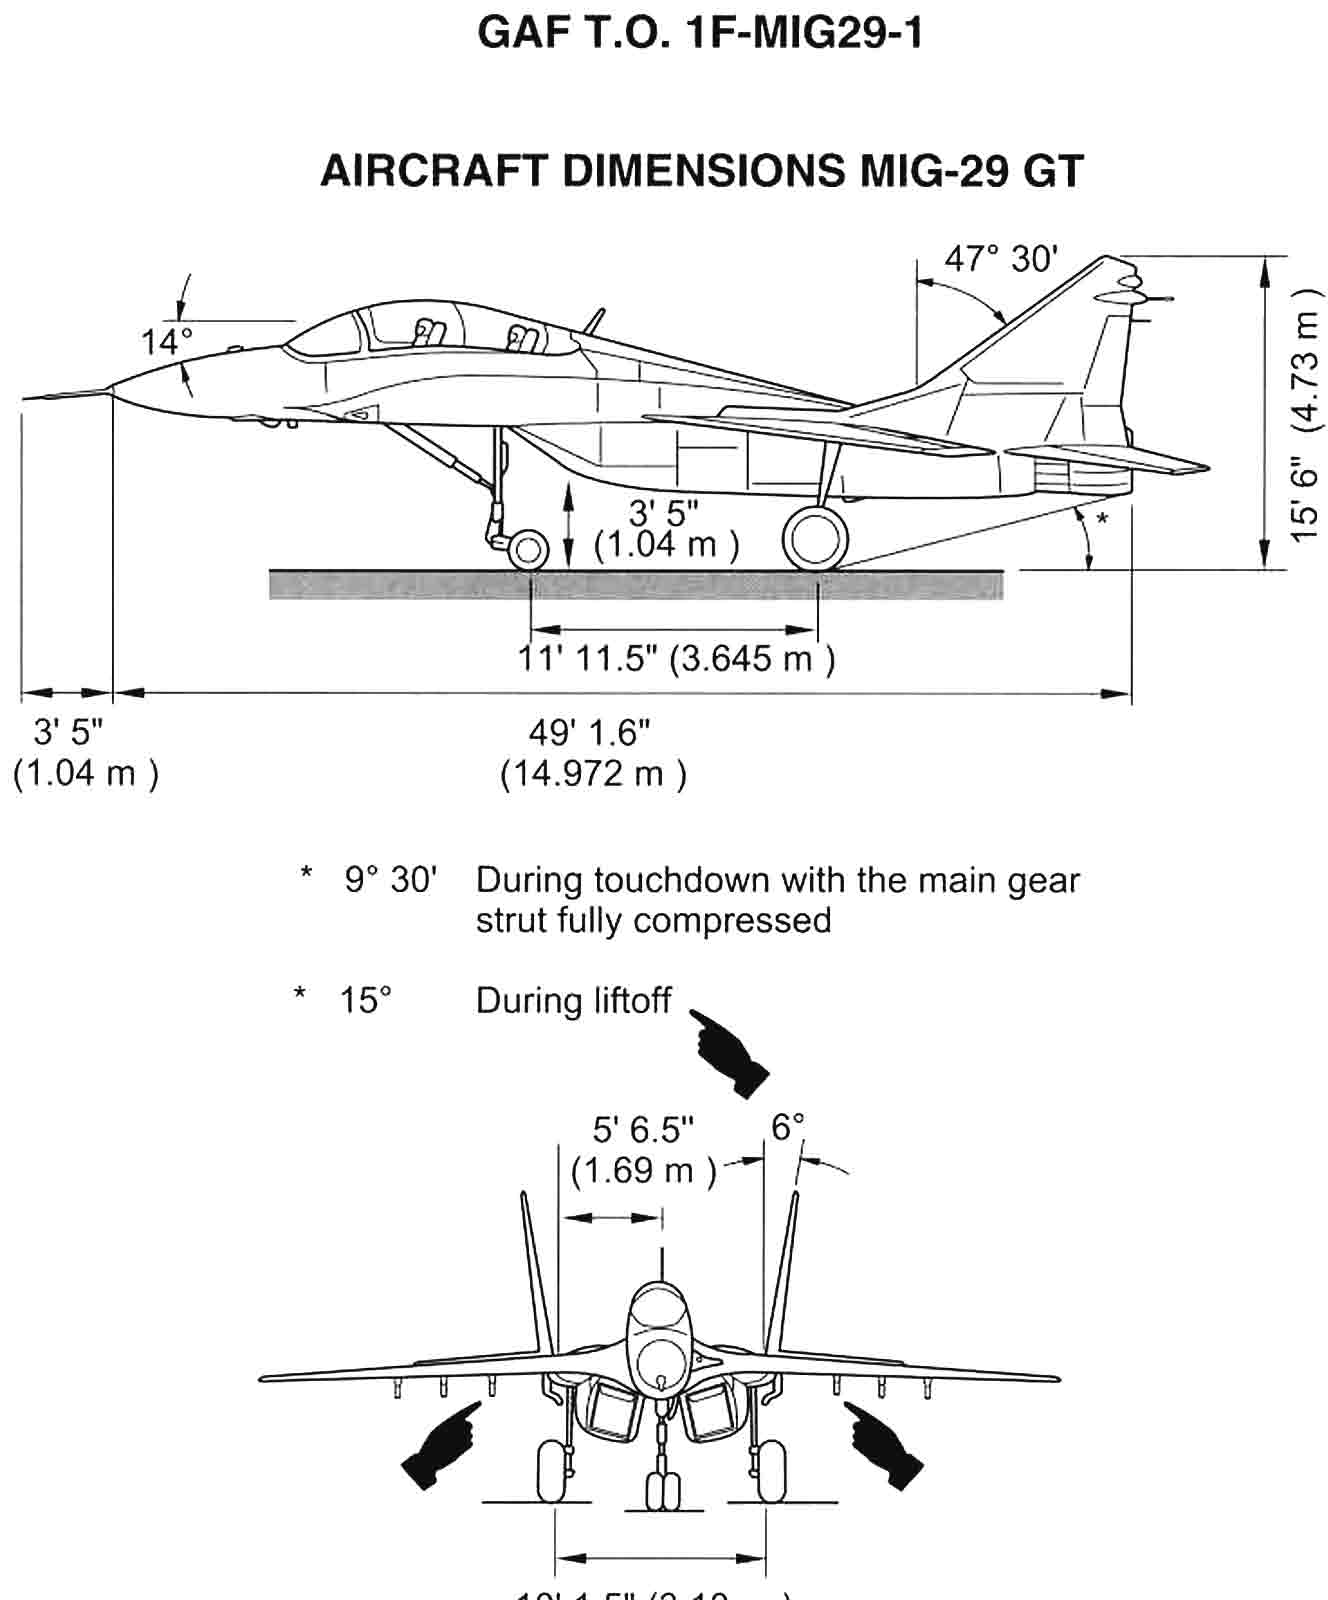 GAF T.O. 1F-MIG29-1
AIRCRAFT DIMENSIONS MIG-29 GT
47° 30'
14°
15' 6" (4.73 m )
3' 5"
(1.04 m )
*
11' 11.5" (3.645 m )
3' 5"
(1.04 m )
49' 1.6"
(14.972 m )
* 9° 30' During touchdown with the main gear
strut fully compressed
* 15° During liftoff
5' 6.5"
(1.69 m )
6°